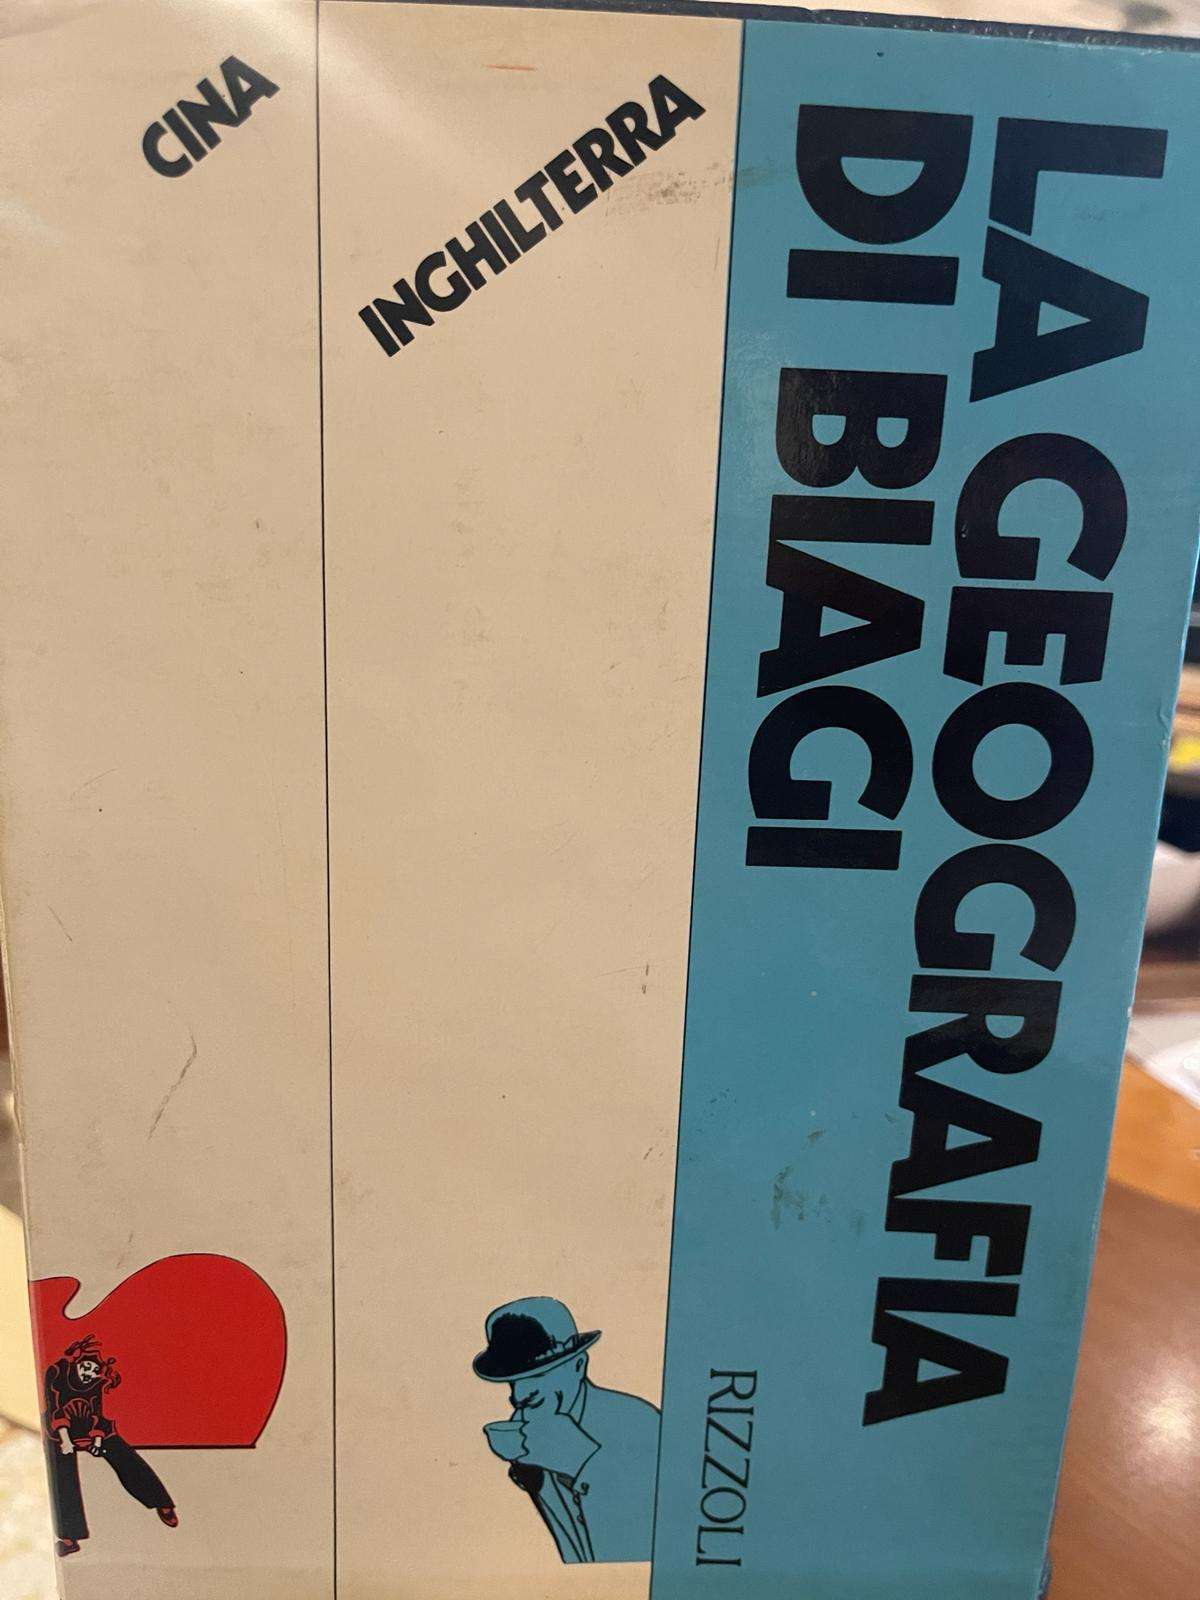 CINA
INGHILTERRA
LA GEOGRAFIA
DI BIAGI
RIZZOLI